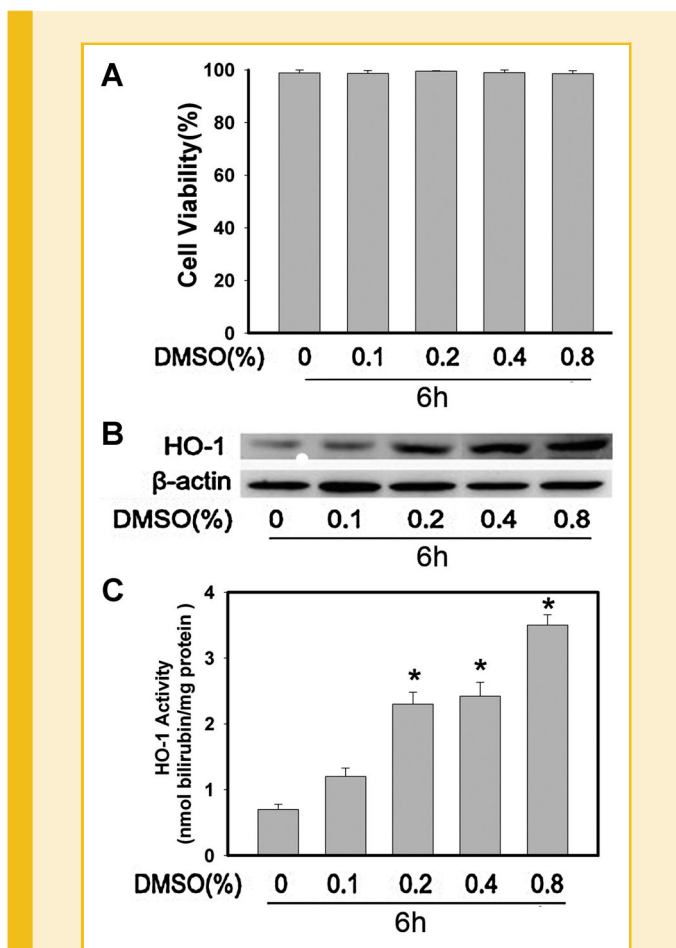 A
100
80
60
40
20
0
Cell Viability(%)
DMSO(%) 0 0.1 0.2 0.4 0.8
6h
B
HO-1
β-actin
DMSO(%) 0 0.1 0.2 0.4 0.8
6h
C
4
3
2
1
0
HO-1 Activity
(nmol bilirubin/mg protein )
* * *
DMSO(%) 0 0.1 0.2 0.4 0.8
6h